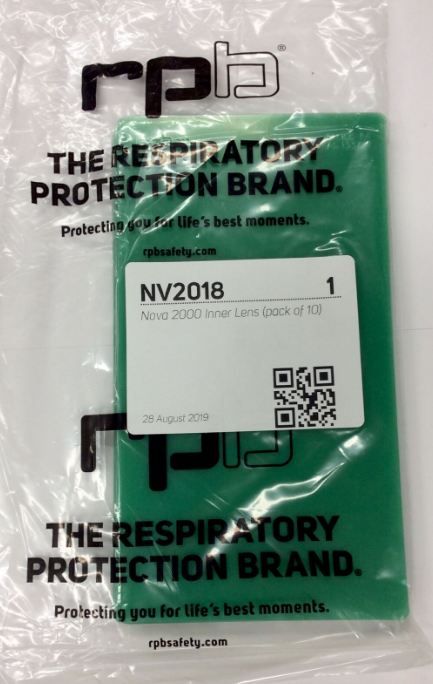 rpb®
THE RESPIRATORY
PROTECTION BRAND®
Protecting you for life's best moments.
rpbsafety.com
NV2018 1
Nova 2000 Inner Lens (pack of 10)
28 August 2019
rpb
THE RESPIRATORY
PROTECTION BRAND®
Protecting you for life's best moments.
rpbsafety.com